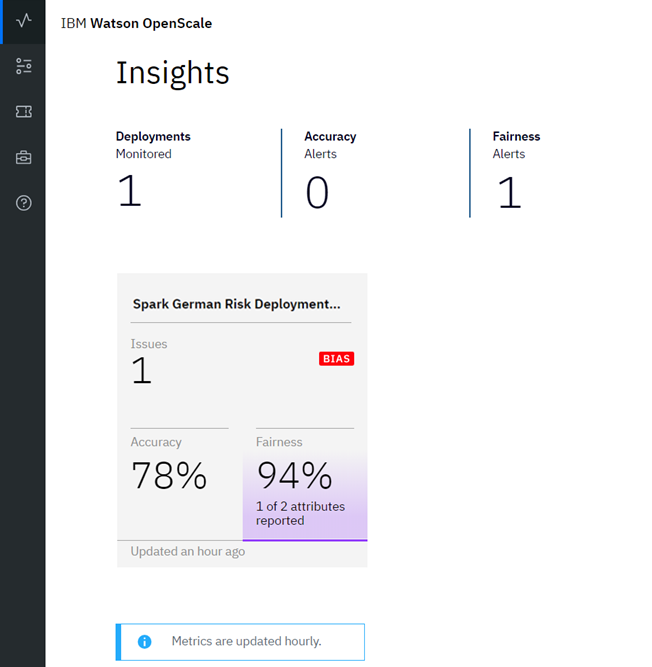 IBM Watson OpenScale
Insights
Deployments
Monitored
1
Accuracy
Alerts
0
Fairness
Alerts
1
Spark German Risk Deployment...
Issues
1
BIAS
Accuracy
78%
Fairness
94%
1 of 2 attributes
reported
Updated an hour ago
Metrics are updated hourly.